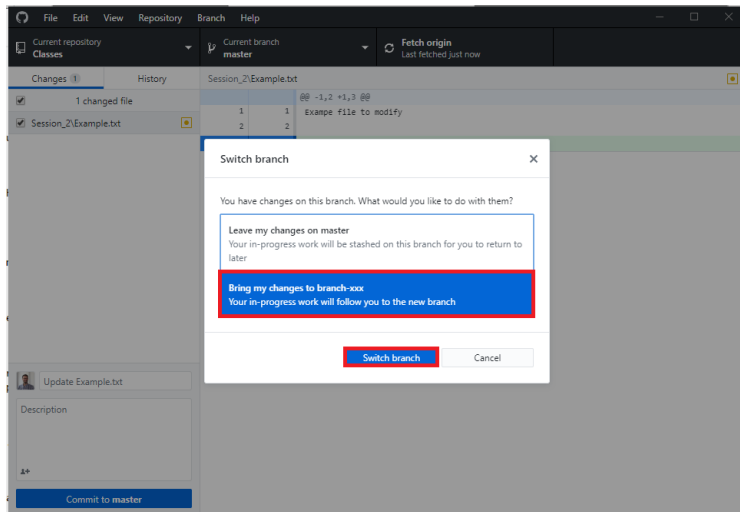 File Edit View Repository Branch Help
Current repository
Classes
Current branch
master
Fetch origin
Last fetched just now
Changes 1
History
Session_2\Example.txt
1 changed file
Session_2\Example.txt
@@ -1,2 +1,3 @@
1 1 Exampe file to modify
2 2
Switch branch
You have changes on this branch. What would you like to do with them?
Leave my changes on master
Your in-progress work will be stashed on this branch for you to return to
later
Bring my changes to branch-xxx
Your in-progress work will follow you to the new branch
Switch branch
Cancel
Update Example.txt
Description
Commit to master